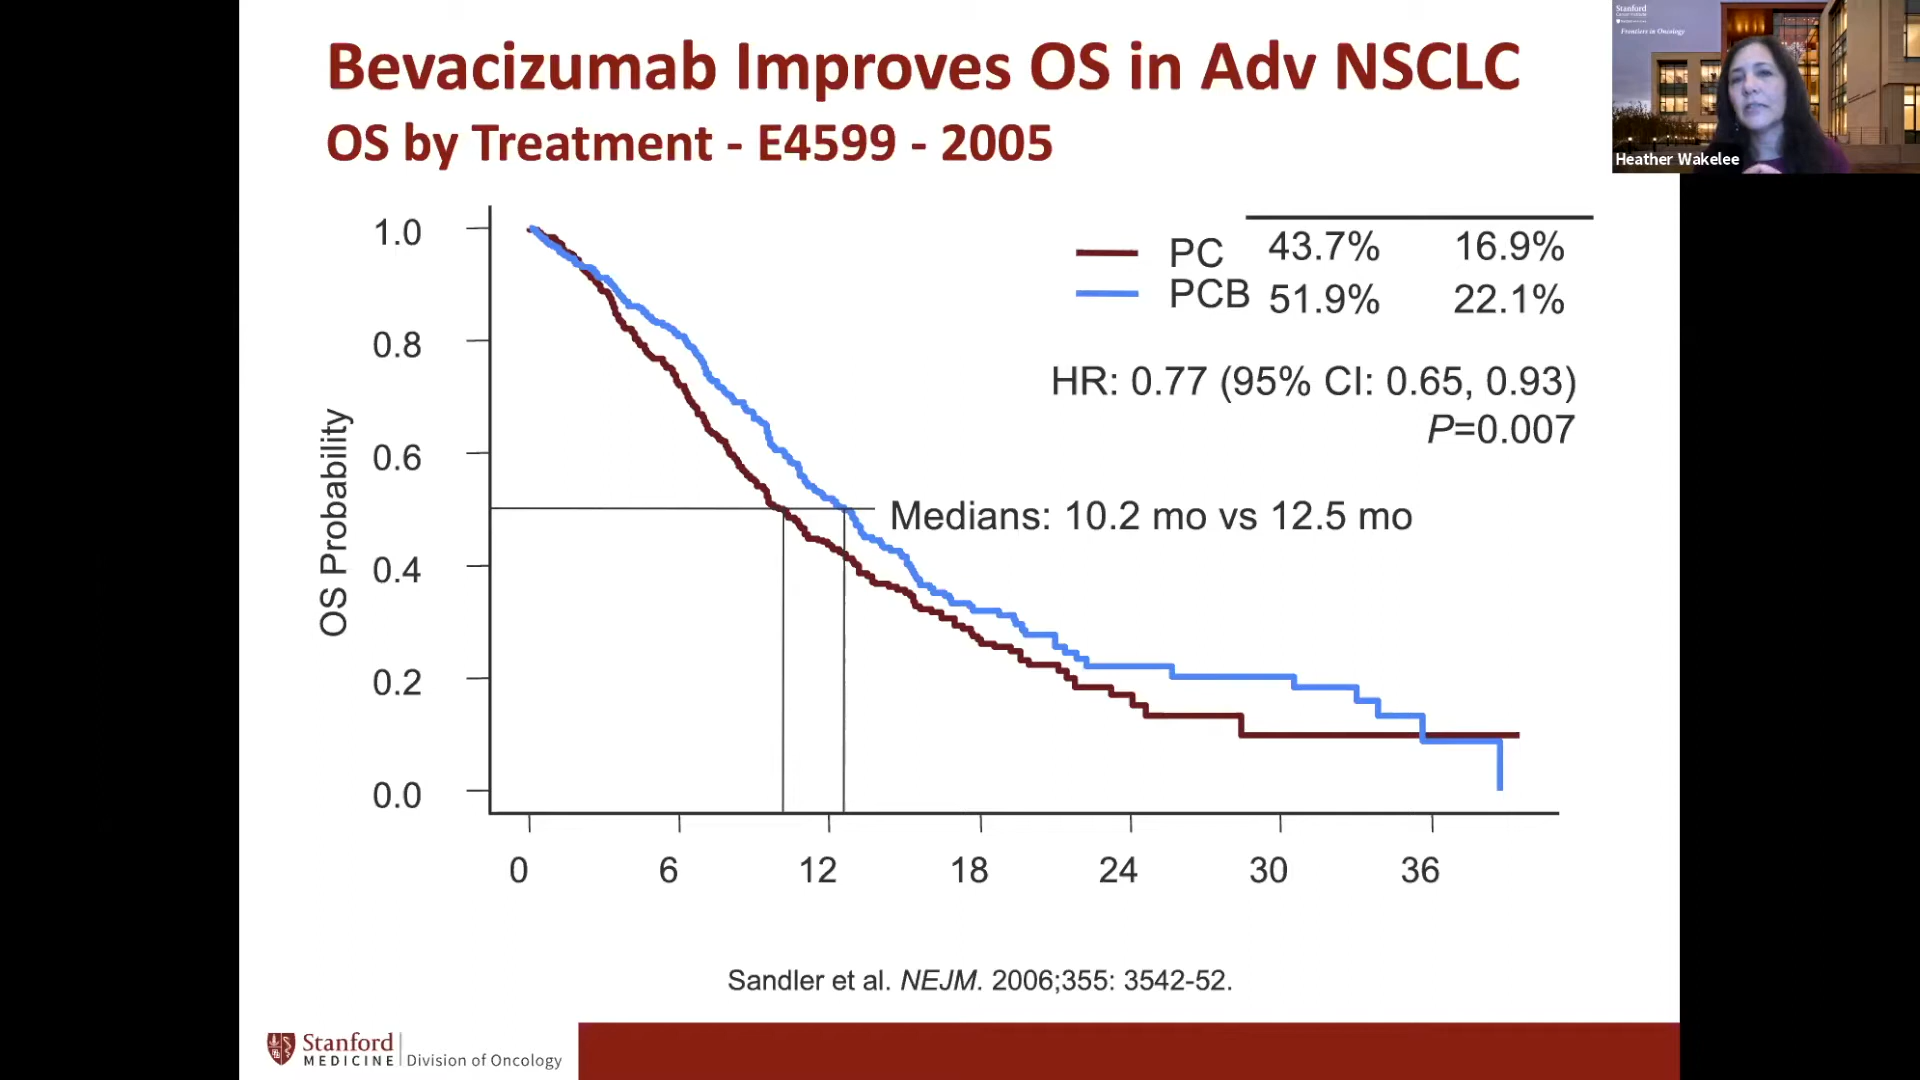 Bevacizumab Improves OS in Adv NSCLC
OS by Treatment - E4599 - 2005
Stanford
Frontiers in Oncology
Heather Wakelee
PC 43.7% 16.9%
PCB 51.9% 22.1%
HR: 0.77 (95% CI: 0.65, 0.93)
P=0.007
Medians: 10.2 mo vs 12.5 mo
OS Probability
1.0
0.8
0.6
0.4
0.2
0.0
0 6 12 18 24 30 36
Sandler et al. NEJM. 2006;355: 3542-52.
Stanford
MEDICINE
Division of Oncology